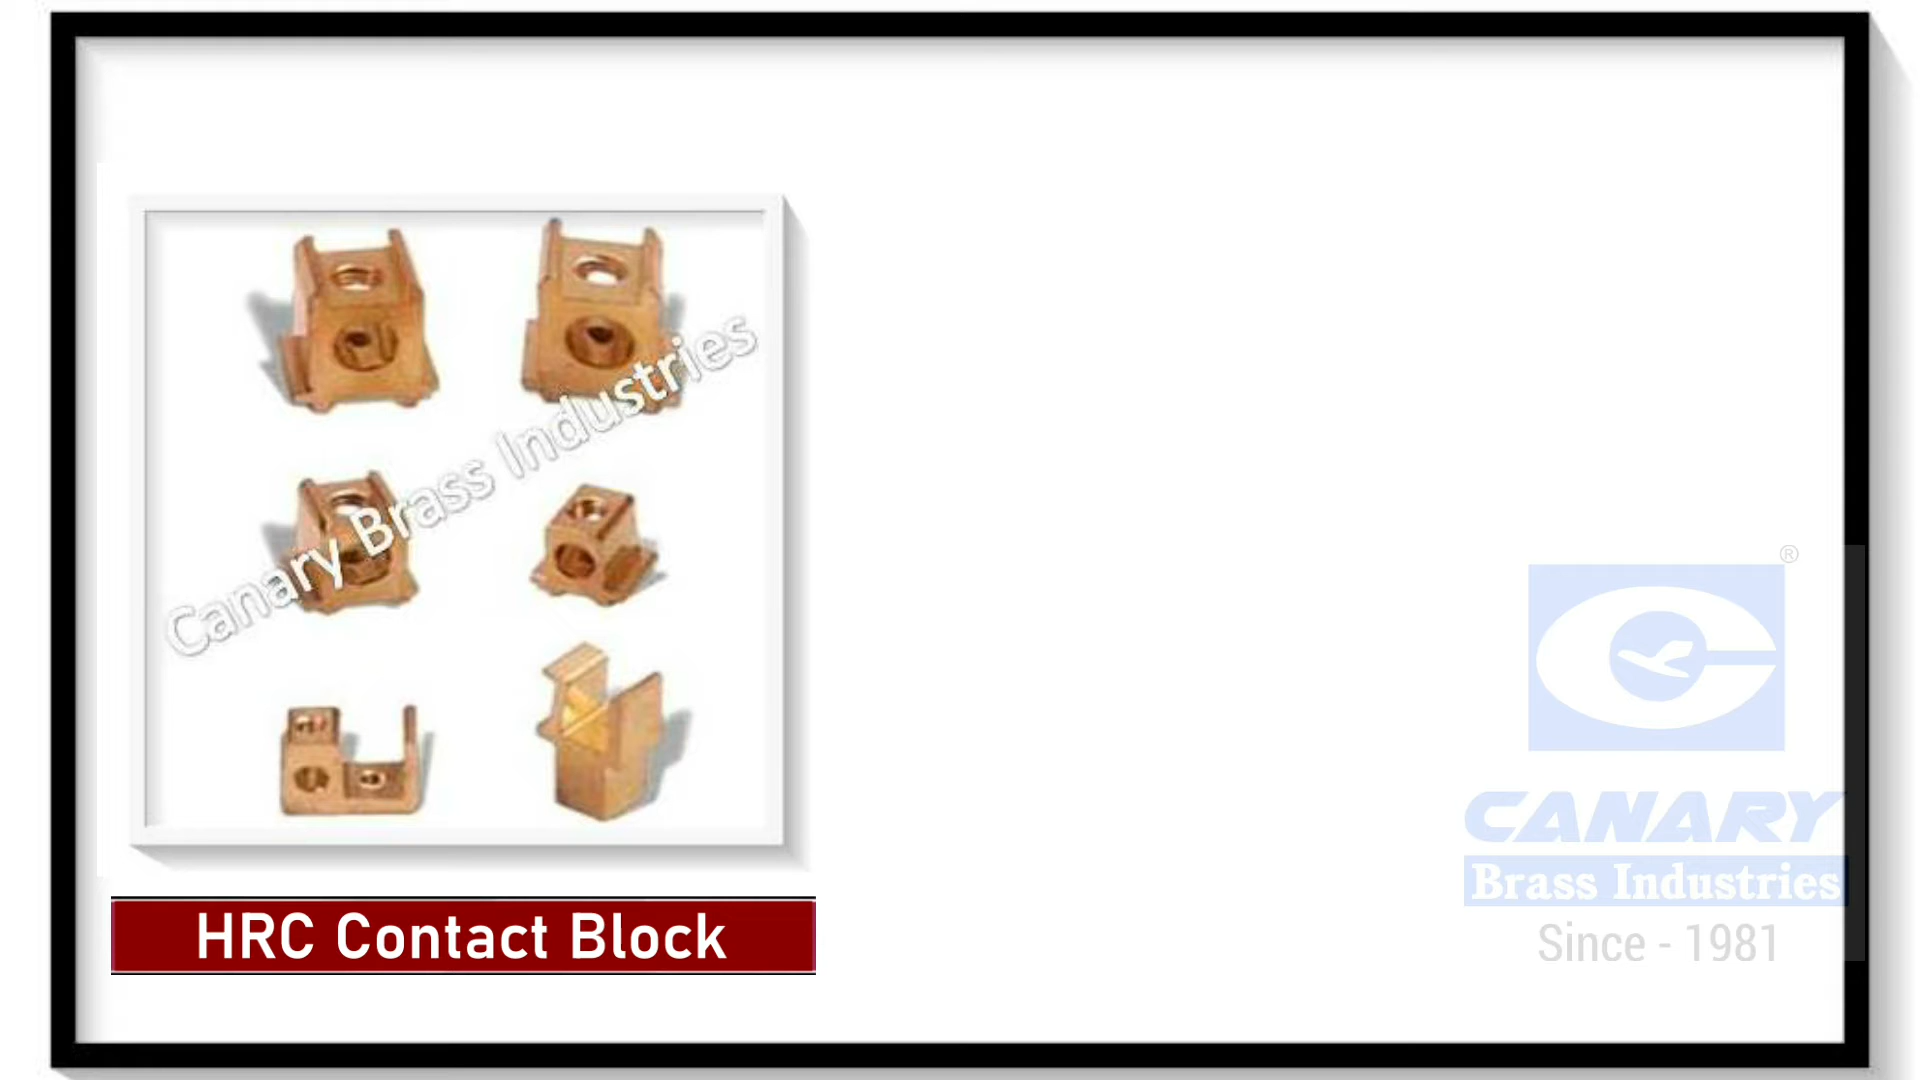 Canary Brass Industries
HRC Contact Block
®
CANARY
Brass Industries
Since - 1981